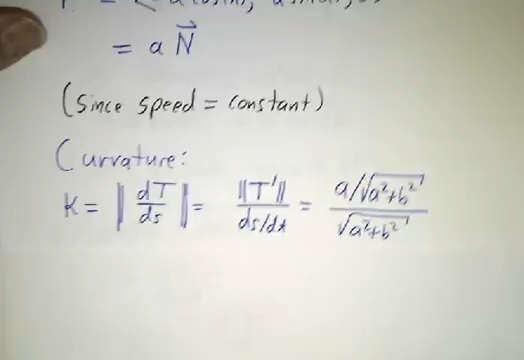 = a N⃗
(since speed = constant)
Curvature:
K = ‖dT/ds‖ = ‖T'‖/(ds/dt) = (a/√(a²+b²))/√(a²+b²)